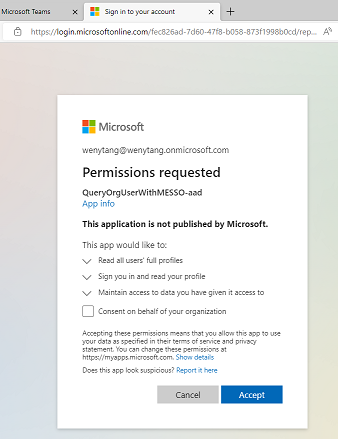 Microsoft Teams
Sign in to your account
https://login.microsoftonline.com/fec826ad-7d60-47f8-b058-873f1998b0cd/rep...
Microsoft
wenytang@wenytang.onmicrosoft.com
Permissions requested
QueryOrgUserWithMESSO-aad
App info
This application is not published by Microsoft.
This app would like to:
Read all users' full profiles
Sign you in and read your profile
Maintain access to data you have given it access to
Consent on behalf of your organization
Accepting these permissions means that you allow this app to use
your data as specified in their terms of service and privacy
statement. You can change these permissions at
https://myapps.microsoft.com. Show details
Does this app look suspicious? Report it here
Cancel
Accept